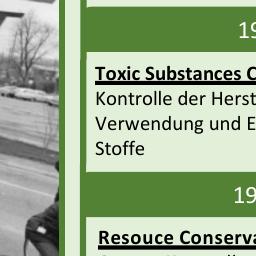 19
Toxic Substances C
Kontrolle der Herst
Verwendung und E
Stoffe
19
Resouce Conserva